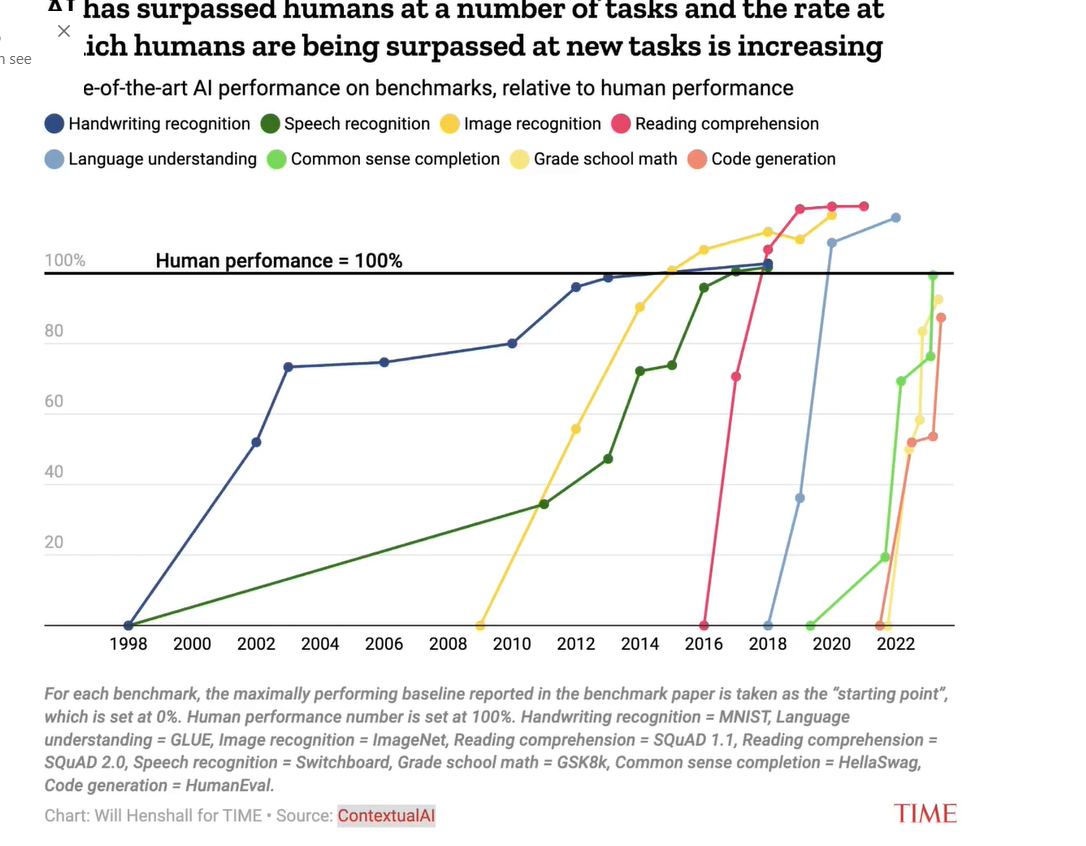 has surpassed humans at a number of tasks and the rate at
ich humans are being surpassed at new tasks is increasing
n see
e-of-the-art AI performance on benchmarks, relative to human performance
Handwriting recognition Speech recognition Image recognition Reading comprehension
Language understanding Common sense completion Grade school math Code generation
100% Human perfomance = 100%
80
60
40
20
1998 2000 2002 2004 2006 2008 2010 2012 2014 2016 2018 2020 2022
For each benchmark, the maximally performing baseline reported in the benchmark paper is taken as the “starting point”,
which is set at 0%. Human performance number is set at 100%. Handwriting recognition = MNIST, Language
understanding = GLUE, Image recognition = ImageNet, Reading comprehension = SQuAD 1.1, Reading comprehension =
SQuAD 2.0, Speech recognition = Switchboard, Grade school math = GSK8k, Common sense completion = HellaSwag,
Code generation = HumanEval.
Chart: Will Henshall for TIME • Source: ContextualAI TIME